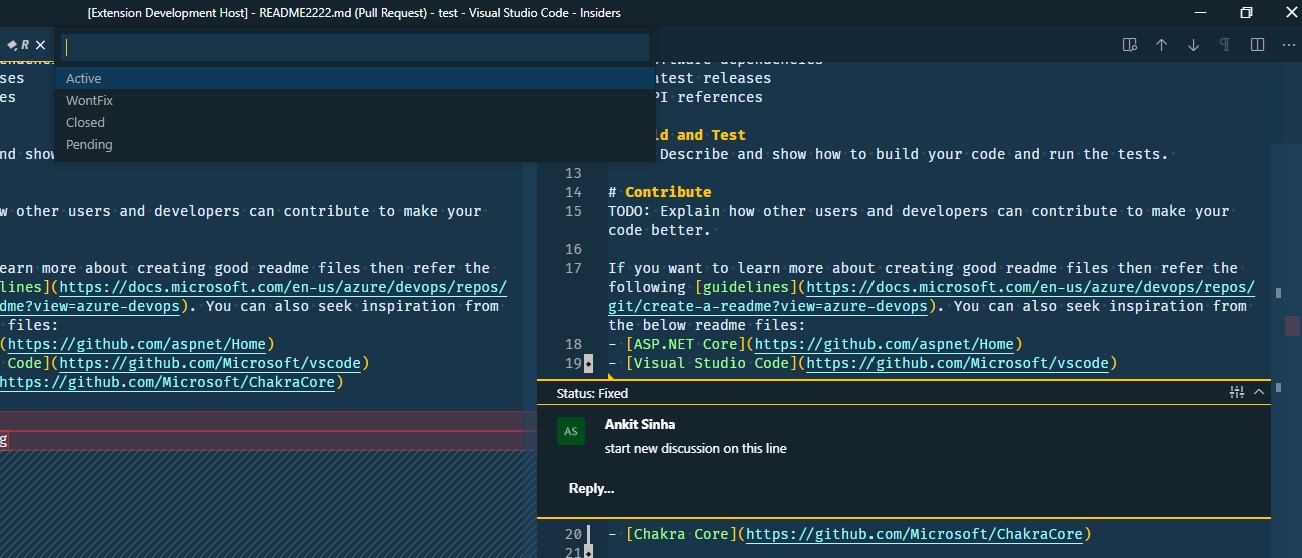 [Extension Development Host] - README2222.md (Pull Request) - test - Visual Studio Code - Insiders
R
Active
WontFix
Closed
Pending
ses
es
nd show
w other users and developers can contribute to make your
earn more about creating good readme files then refer the
lines](https://docs.microsoft.com/en-us/azure/devops/repos/
dme?view=azure-devops). You can also seek inspiration from
files:
(https://github.com/aspnet/Home)
Code](https://github.com/Microsoft/vscode)
https://github.com/Microsoft/ChakraCore)
g
ftware dependencies
atest releases
PI references
ld and Test
Describe and show how to build your code and run the tests.
13
14 # Contribute
15 TODO: Explain how other users and developers can contribute to make your
code better.
16
17 If you want to learn more about creating good readme files then refer the
following [guidelines](https://docs.microsoft.com/en-us/azure/devops/repos/
git/create-a-readme?view=azure-devops). You can also seek inspiration from
the below readme files:
18 - [ASP.NET Core](https://github.com/aspnet/Home)
19 - [Visual Studio Code](https://github.com/Microsoft/vscode)
Status: Fixed
AS
Ankit Sinha
start new discussion on this line
Reply...
20 - [Chakra Core](https://github.com/Microsoft/ChakraCore)
21